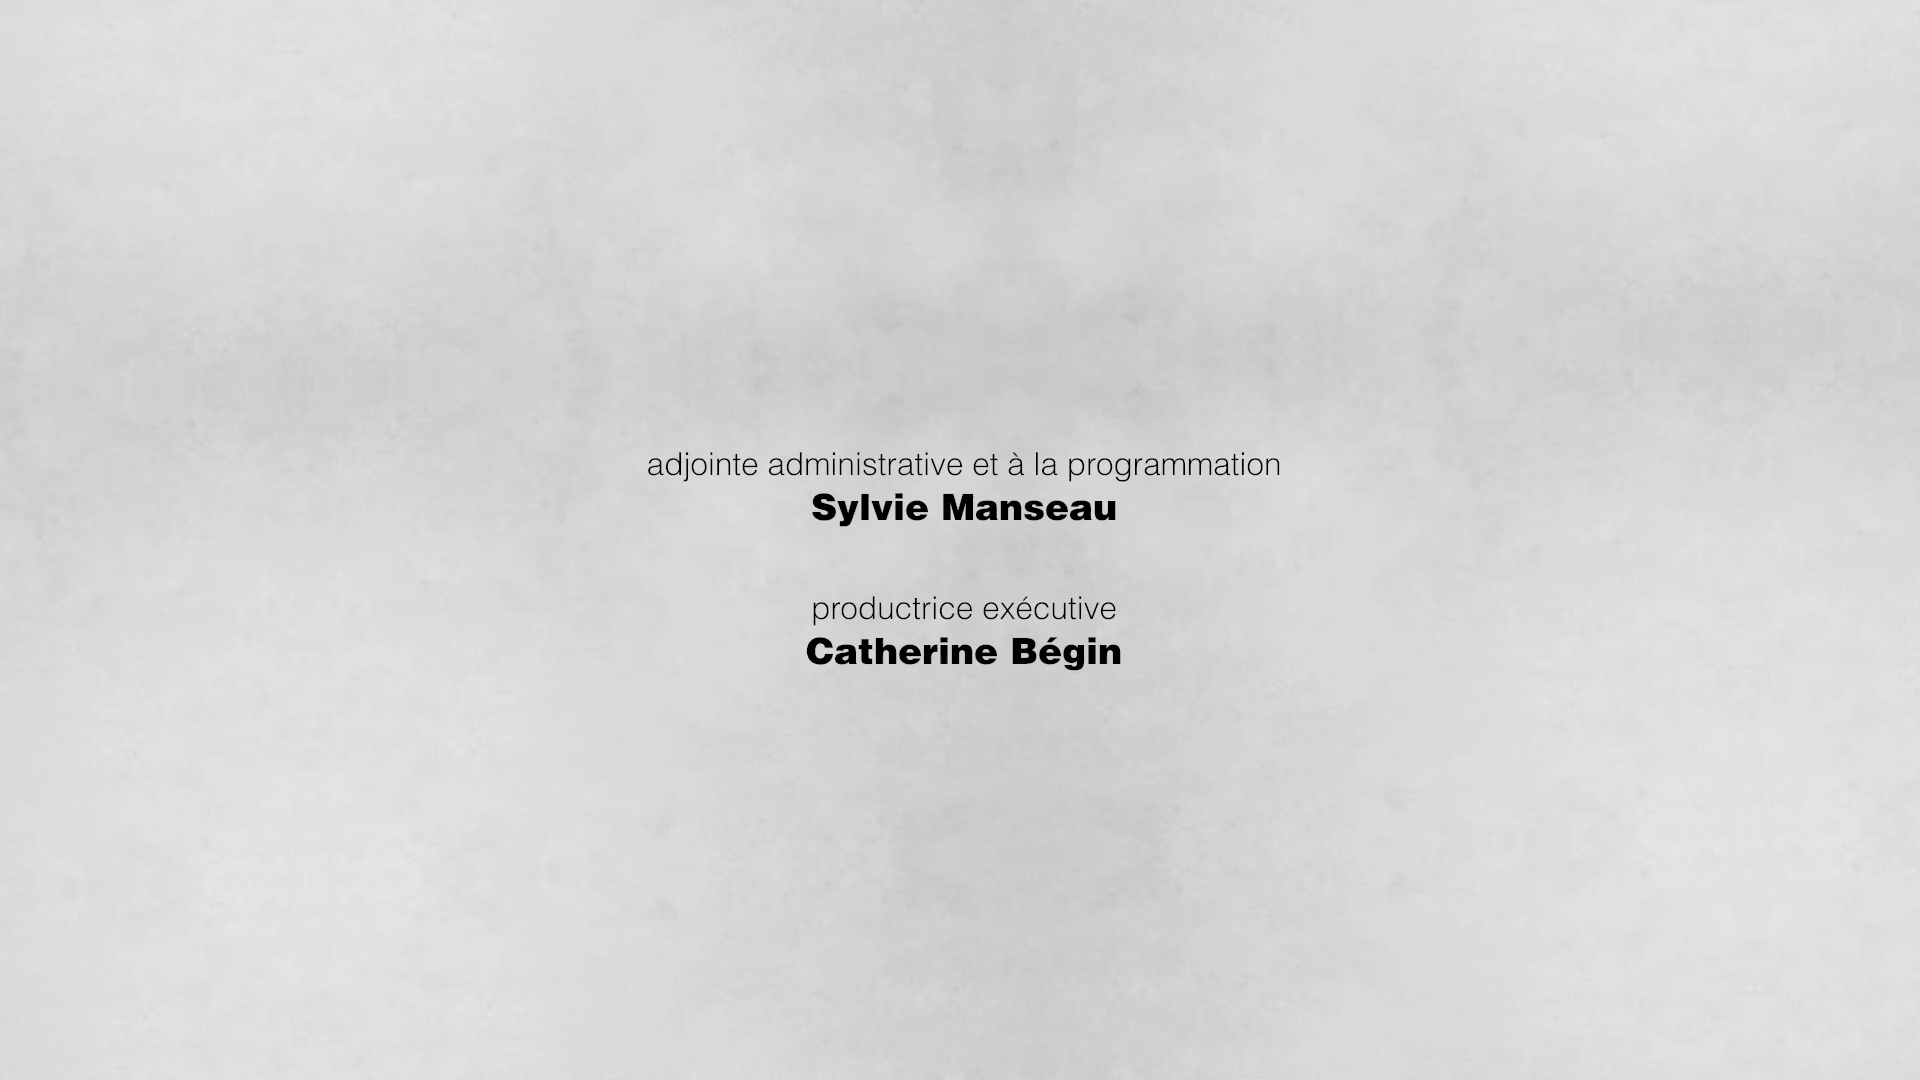 adjointe administrative et à la programmation
Sylvie Manseau
productrice exécutive
Catherine Bégin